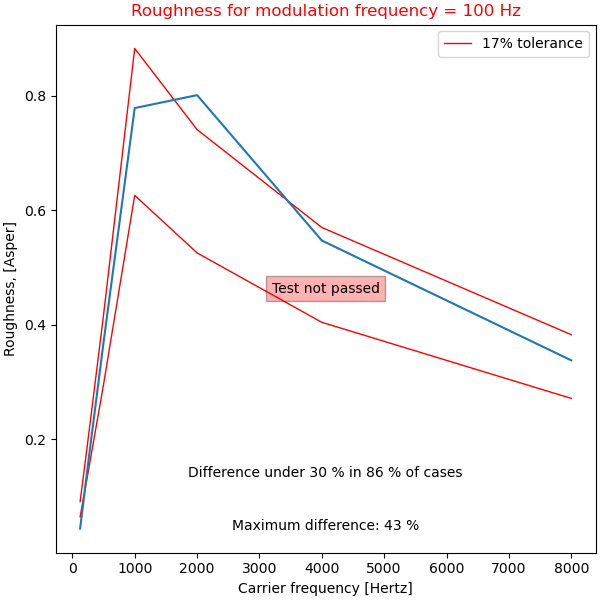 Roughness for modulation frequency = 100 Hz
17% tolerance
0.8
0.6
0.4
0.2
Roughness, [Asper]
Test not passed
Difference under 30 % in 86 % of cases
Maximum difference: 43 %
0 1000 2000 3000 4000 5000 6000 7000 8000
Carrier frequency [Hertz]